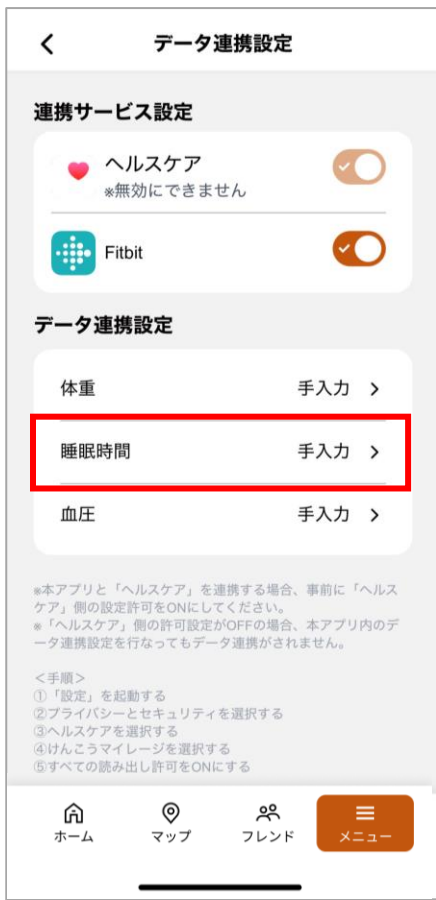 データ連携設定
連携サービス設定
ヘルスケア
※無効にできません
Fitbit
データ連携設定
体重 手入力
睡眠時間 手入力
血圧 手入力
※本アプリと「ヘルスケア」を連携する場合、事前に「ヘルス
ケア」側の設定許可をONにしてください。
※「ヘルスケア」側の許可設定がOFFの場合、本アプリ内のデ
ータ連携設定を行なってもデータ連携がされません。
＜手順＞
①「設定」を起動する
②プライバシーとセキュリティを選択する
③ヘルスケアを選択する
④けんこうマイレージを選択する
⑤すべての読み出し許可をONにする
ホーム マップ フレンド メニュー